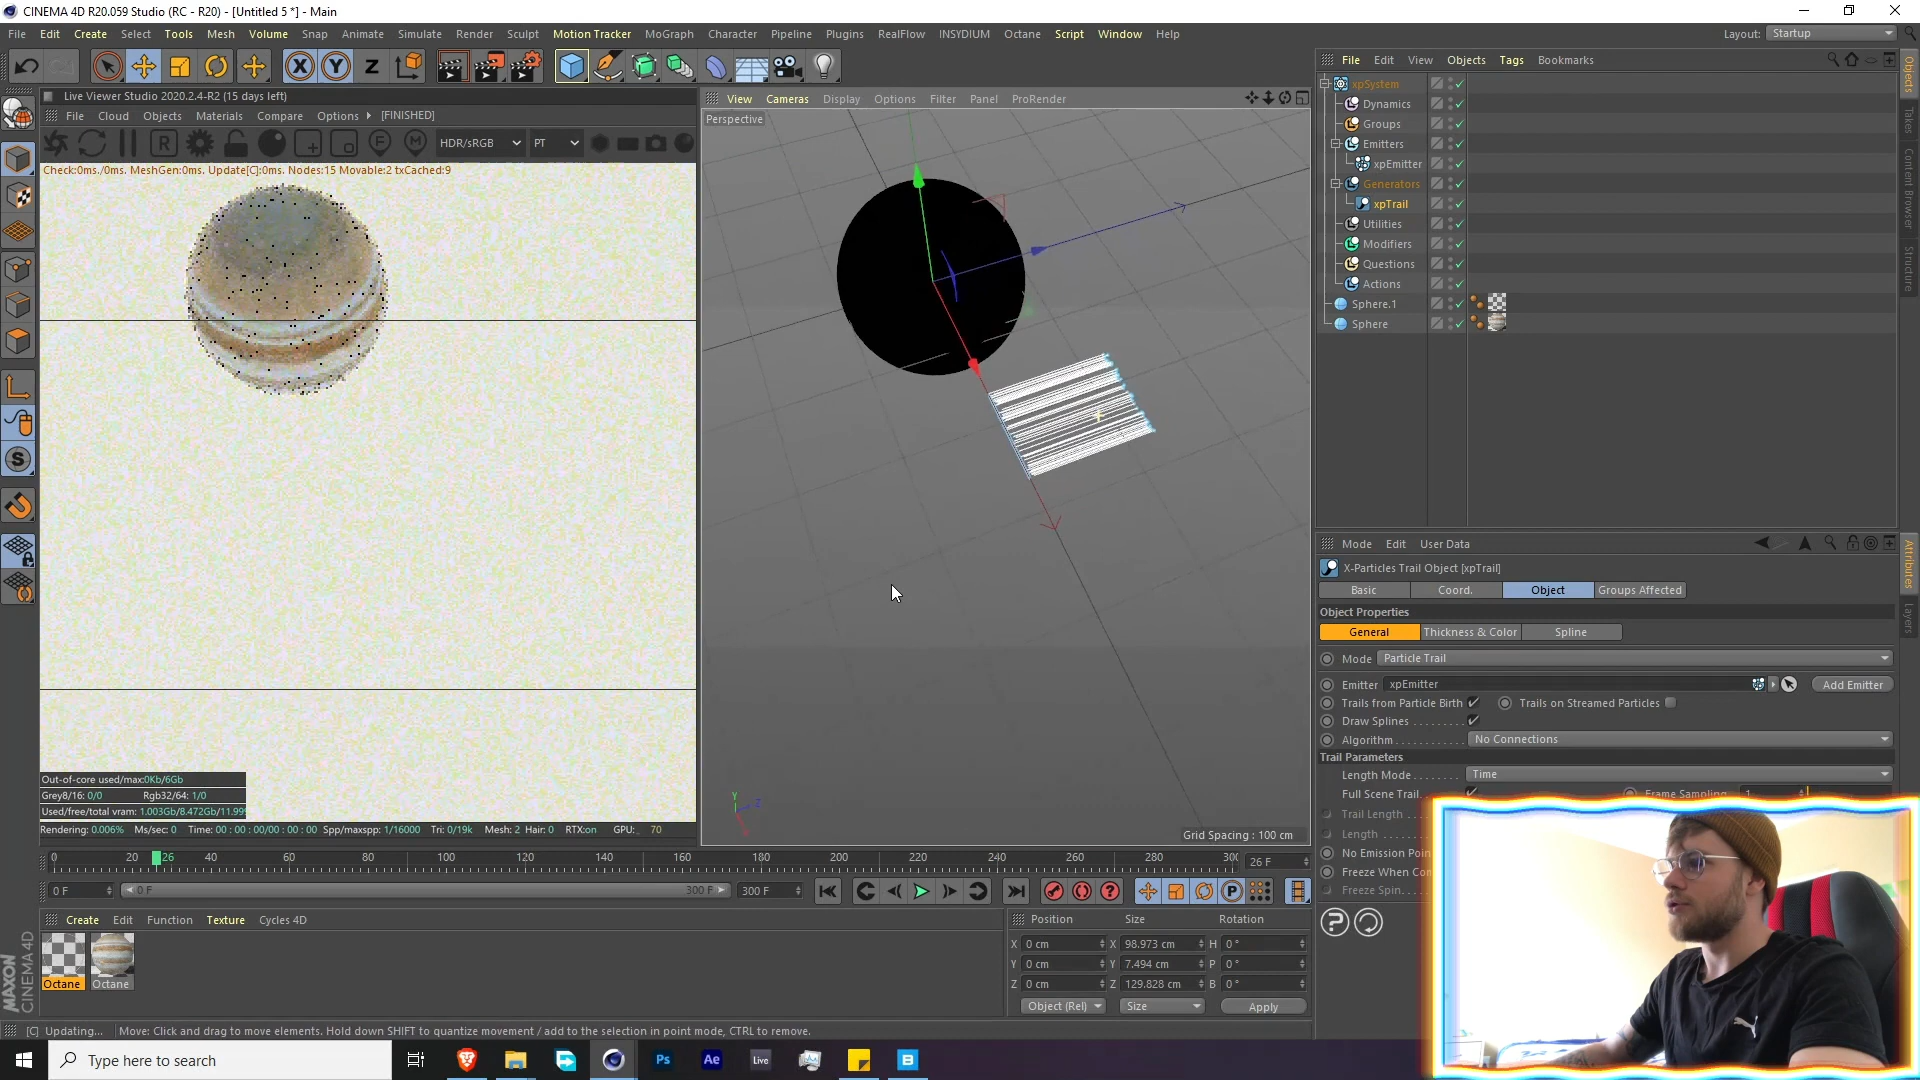 CINEMA 4D R20.059 Studio (RC - R20) - [Untitled 5 *] - Main
File Edit Create Select Tools Mesh Volume Snap Animate Simulate Render Sculpt Motion Tracker MoGraph Character Pipeline Plugins RealFlow INSYDIUM Octane Script Window Help
Layout: Startup
X Y Z
Live Viewer Studio 2020.2.4-R2 (15 days left)
File Cloud Objects Materials Compare Options [FINISHED]
R F M HDR/sRGB PT
Check:0ms./0ms. MeshGen:0ms. Update[C]:0ms. Nodes:15 Movable:2 txCached:9
Out-of-core used/max:0Kb/6Gb
Grey8/16: 0/0 Rgb32/64: 1/0
Used/free/total vram: 1.003Gb/8.472Gb/11.999
Rendering: 0.006% Ms/sec: 0 Time: 00 : 00 : 00/00 : 00 : 00 Spp/maxspp: 1/16000 Tri: 0/19k Mesh: 2 Hair: 0 RTX:on GPU: 70
View Cameras Display Options Filter Panel ProRender
Perspective
Y Z
Grid Spacing : 100 cm
File Edit View Objects Tags Bookmarks
xpSystem
Dynamics
Groups
Emitters
xpEmitter
Generators
xpTrail
Utilities
Modifiers
Questions
Actions
Sphere.1
Sphere
Objects
Takes
Content Browser
Structure
Attributes
Layers
Mode Edit User Data
X-Particles Trail Object [xpTrail]
Basic Coord. Object Groups Affected
Object Properties
General Thickness & Color Spline
Mode Particle Trail
Emitter xpEmitter Add Emitter
Trails from Particle Birth Trails on Streamed Particles
Draw Splines
Algorithm No Connections
Trail Parameters
Length Mode Time
Full Scene Trail Frame Sampling 1
Trail Length
Length
No Emission Poin
Freeze When Co
Freeze Spin
0 20 26 40 60 80 100 120 140 160 180 200 220 240 260 280 300 26 F
0 F 0 F 300 F 300 F
Create Edit Function Texture Cycles 4D
Octane Octane
MAXON CINEMA 4D
Position Size Rotation
X 0 cm X 98.973 cm H 0 °
Y 0 cm Y 7.494 cm P 0 °
Z 0 cm Z 129.828 cm B 0 °
Object (Rel) Size Apply
[C] Updating... Move: Click and drag to move elements. Hold down SHIFT to quantize movement / add to the selection in point mode, CTRL to remove.
Type here to search
Ps Ae Live B